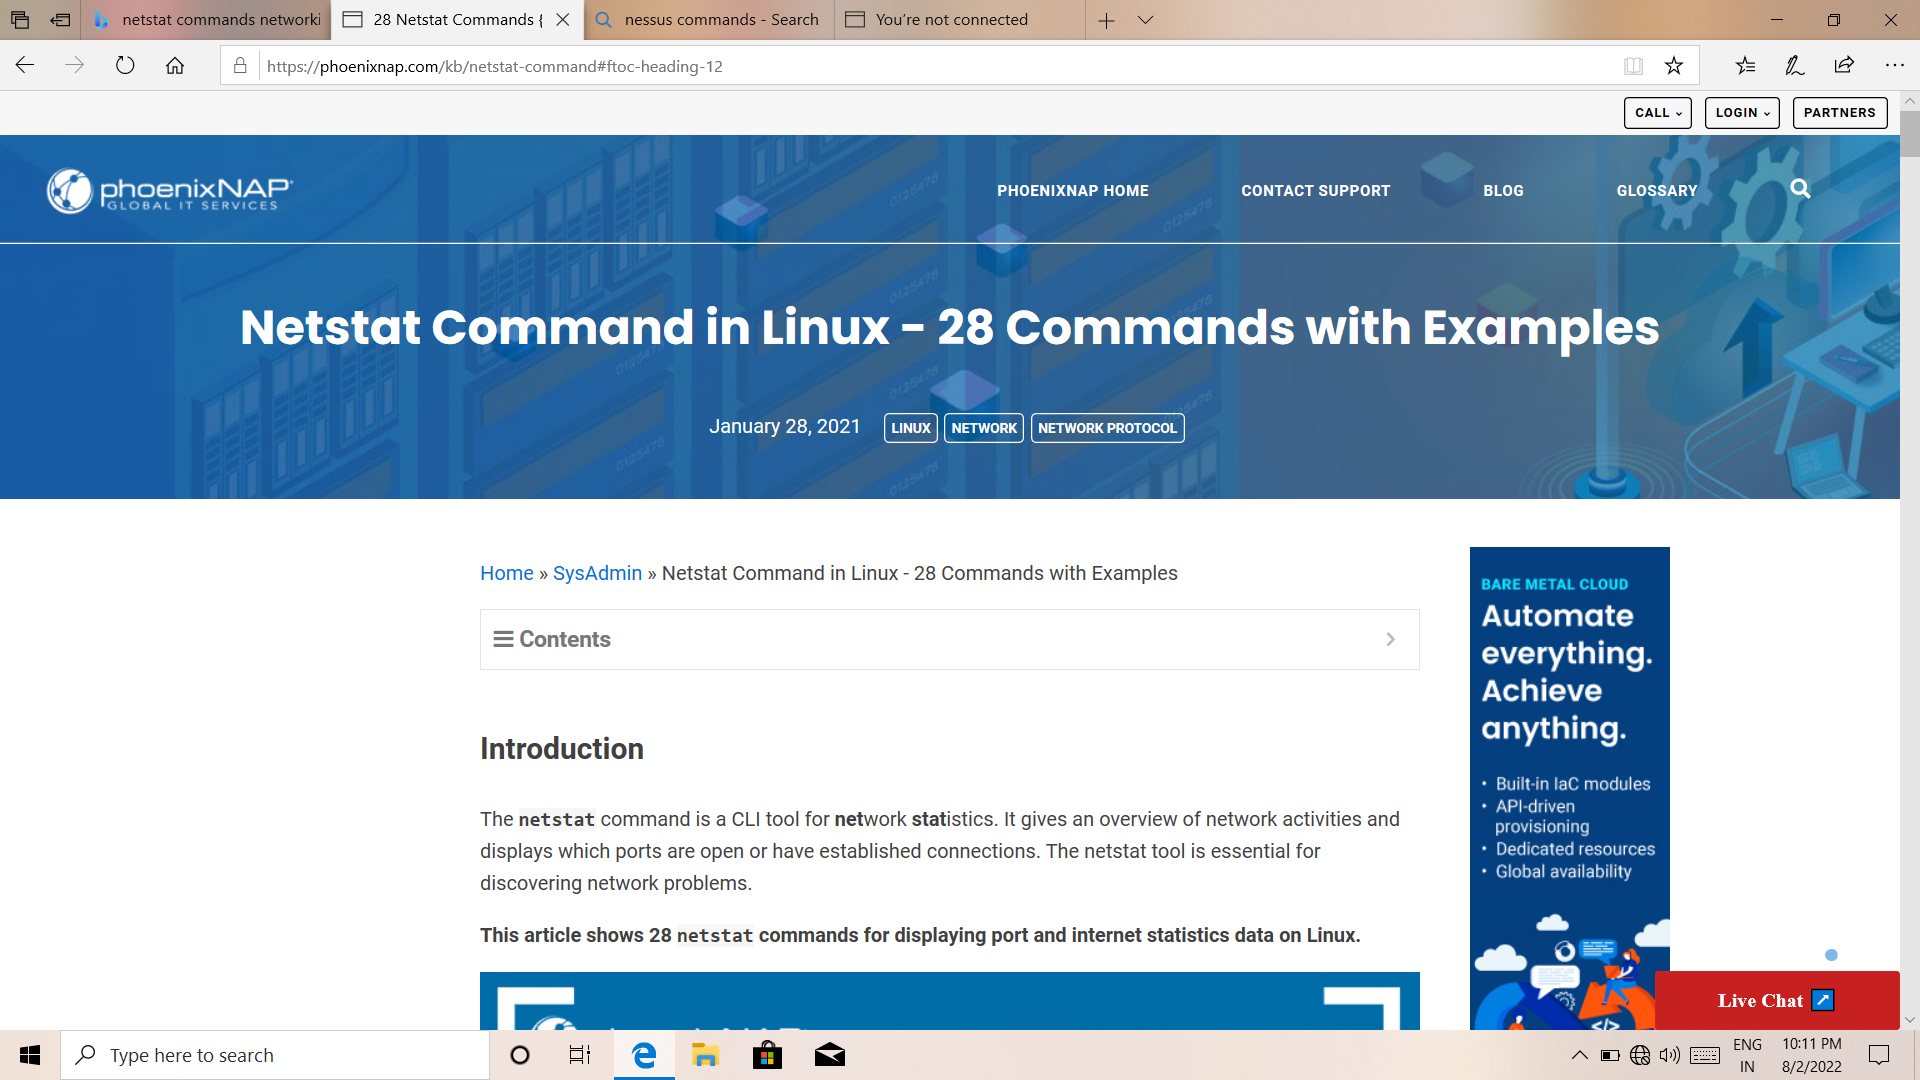 netstat commands networki
28 Netstat Commands {
nessus commands - Search
You're not connected
https://phoenixnap.com/kb/netstat-command#ftoc-heading-12
CALL
LOGIN
PARTNERS
phoenixNAP
GLOBAL IT SERVICES
PHOENIXNAP HOME
CONTACT SUPPORT
BLOG
GLOSSARY
Netstat Command in Linux - 28 Commands with Examples
January 28, 2021
LINUX
NETWORK
NETWORK PROTOCOL
Home » SysAdmin » Netstat Command in Linux - 28 Commands with Examples
Contents
Introduction
The netstat command is a CLI tool for network statistics. It gives an overview of network activities and
displays which ports are open or have established connections. The netstat tool is essential for
discovering network problems.
This article shows 28 netstat commands for displaying port and internet statistics data on Linux.
BARE METAL CLOUD
Automate
everything.
Achieve
anything.
• Built-in IaC modules
• API-driven
provisioning
• Dedicated resources
• Global availability
Live Chat
Type here to search
ENG
IN
10:11 PM
8/2/2022